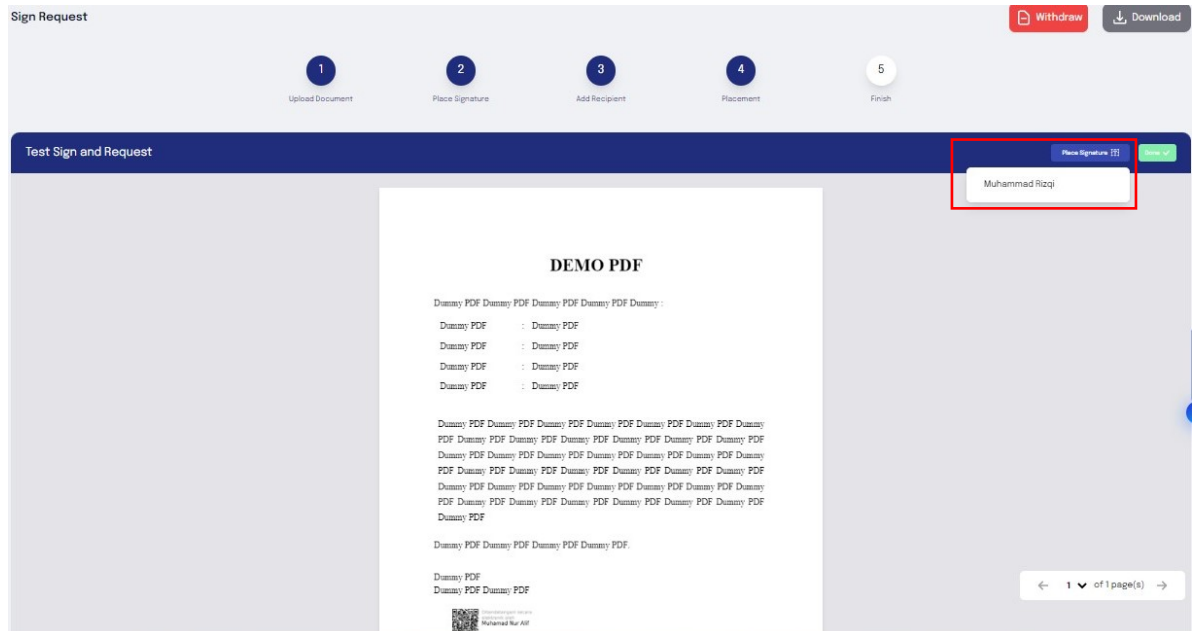 Sign Request
Withdraw
Download
1
2
3
4
5
Upload Document
Place Signature
Add Recipient
Placement
Finish
Test Sign and Request
Place Signature
Done
Muhammad Rizqi
DEMO PDF
Dummy PDF Dummy PDF Dummy PDF Dummy PDF Dummy :
Dummy PDF : Dummy PDF
Dummy PDF : Dummy PDF
Dummy PDF : Dummy PDF
Dummy PDF : Dummy PDF
Dummy PDF Dummy PDF Dummy PDF Dummy PDF Dummy PDF Dummy PDF Dummy
PDF Dummy PDF Dummy PDF Dummy PDF Dummy PDF Dummy PDF Dummy PDF
Dummy PDF Dummy PDF Dummy PDF Dummy PDF Dummy PDF Dummy PDF Dummy
PDF Dummy PDF Dummy PDF Dummy PDF Dummy PDF Dummy PDF Dummy PDF
Dummy PDF Dummy PDF Dummy PDF Dummy PDF Dummy PDF Dummy PDF Dummy
PDF Dummy PDF Dummy PDF Dummy PDF Dummy PDF Dummy PDF Dummy PDF
Dummy PDF
Dummy PDF Dummy PDF Dummy PDF Dummy PDF.
Dummy PDF
Dummy PDF Dummy PDF
Muhamad Nur Alif
1 of 1 page(s)